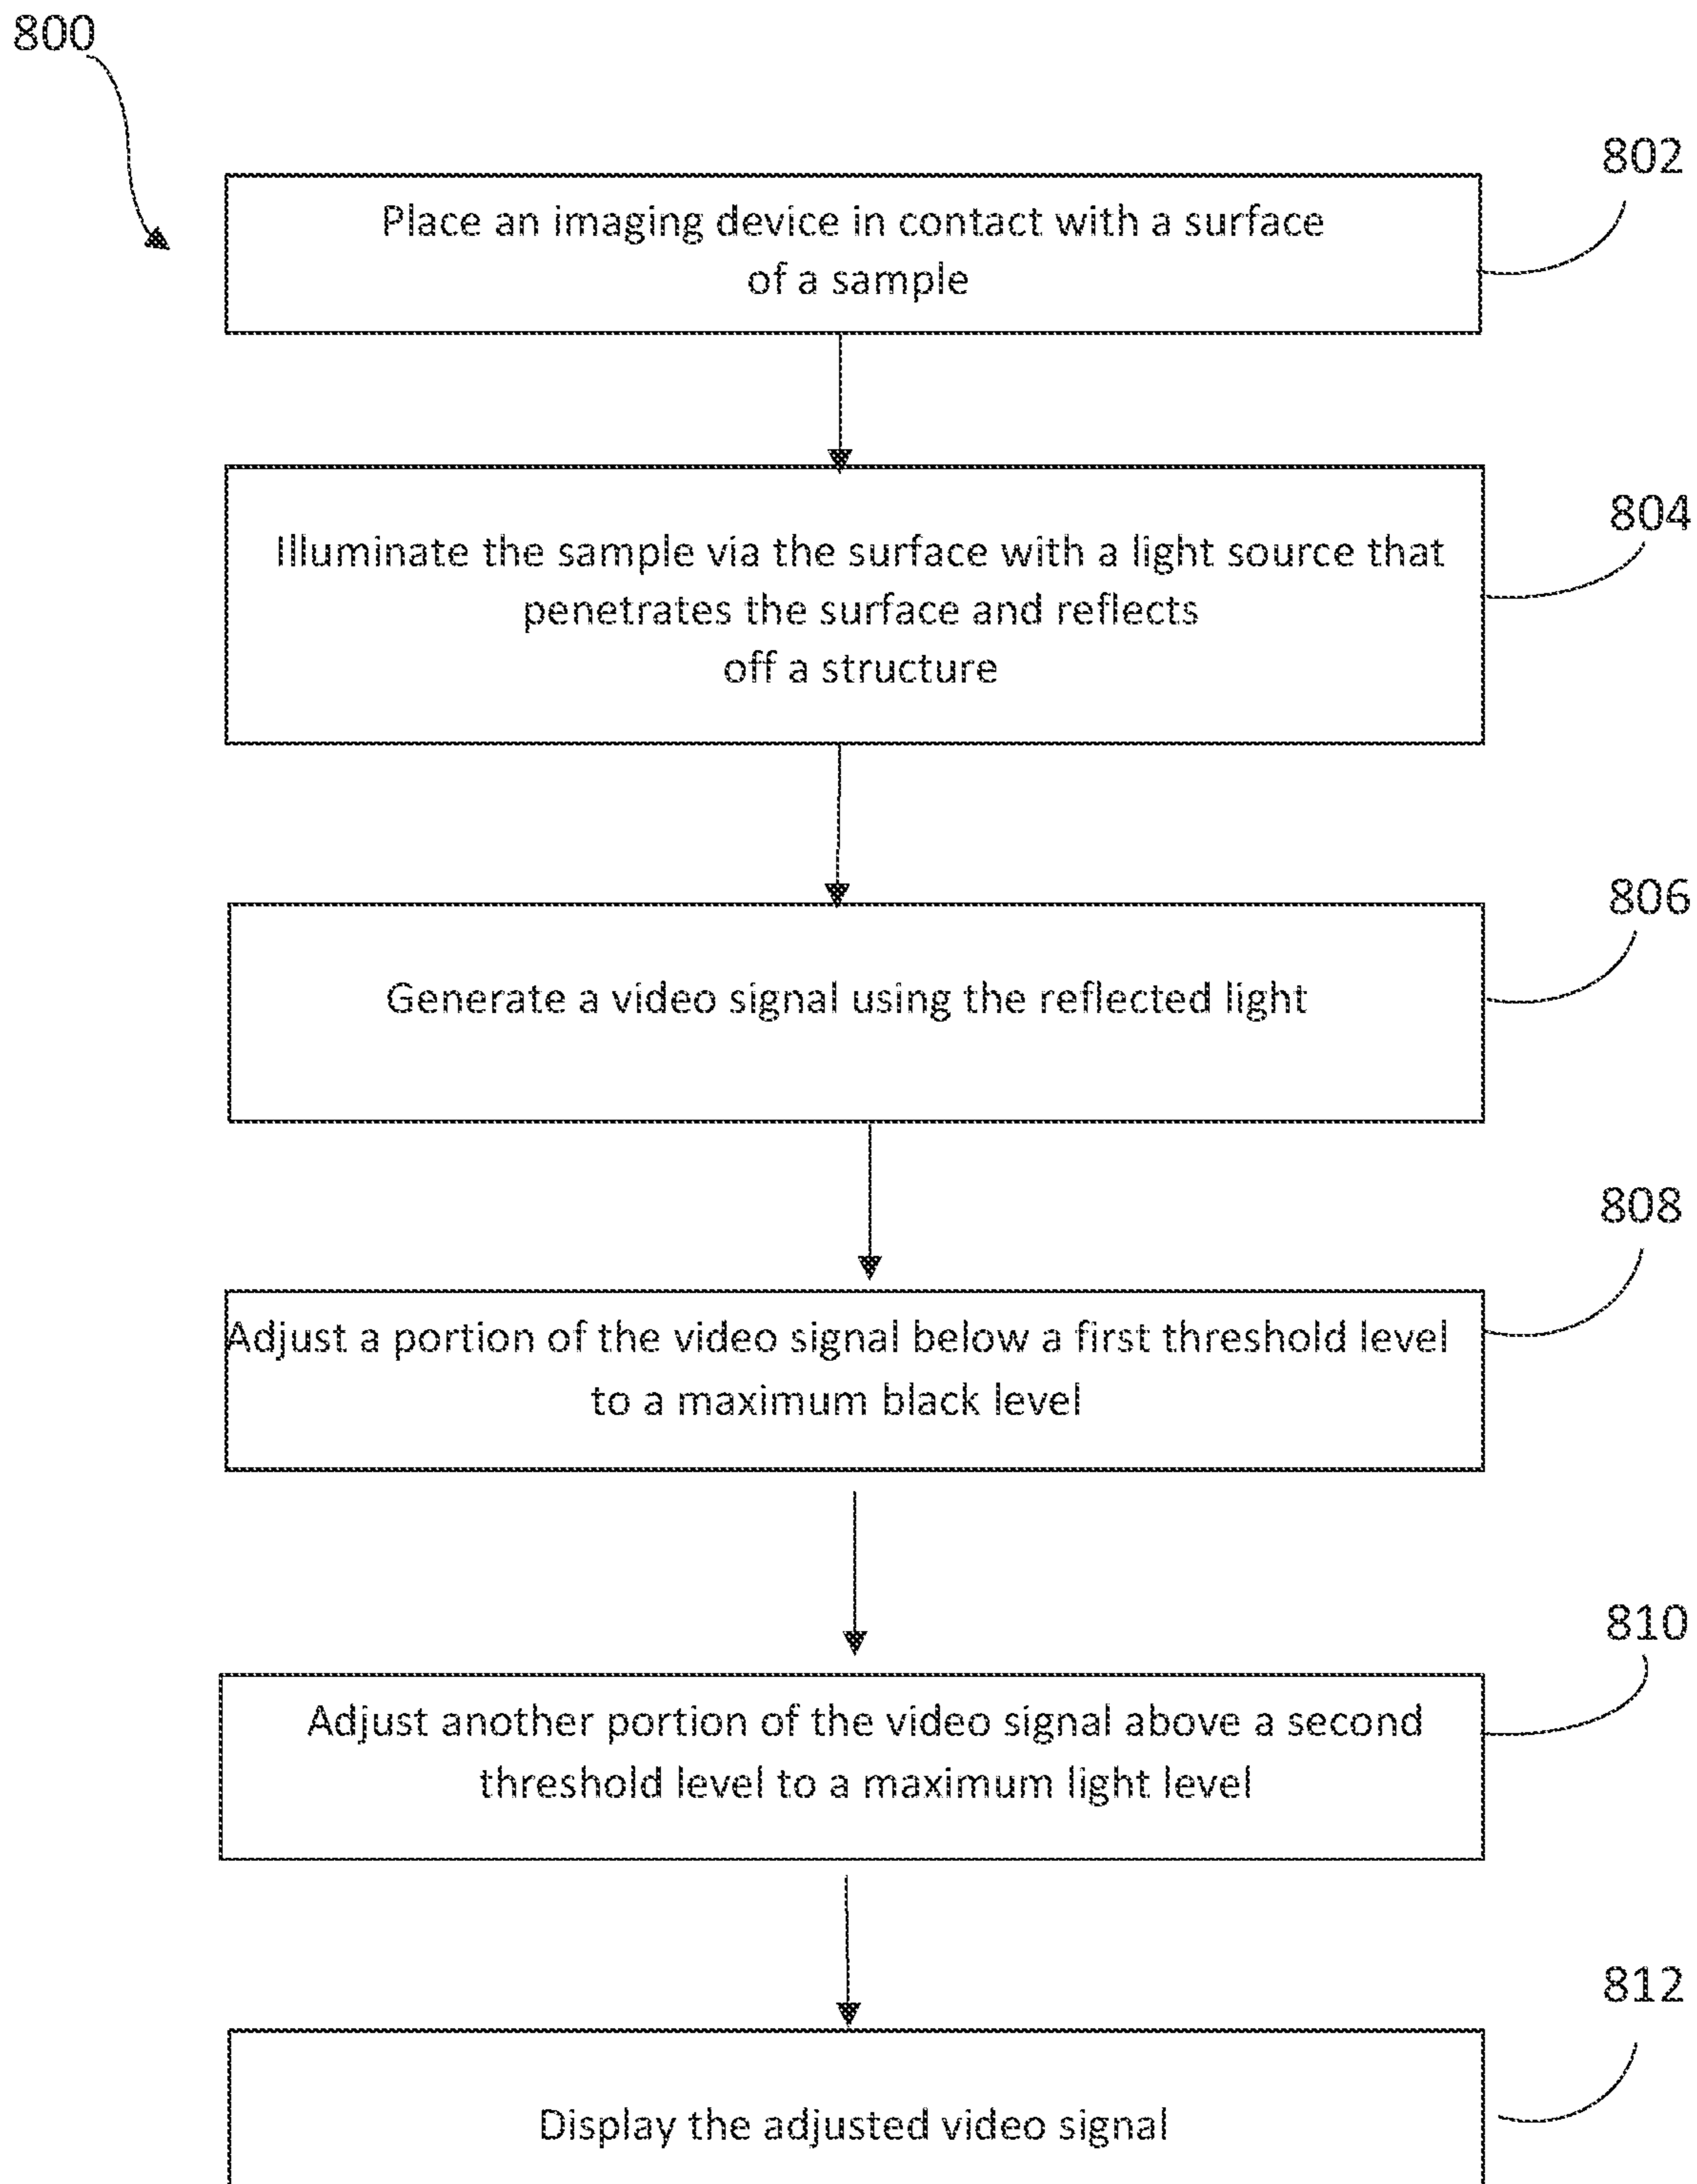 800
802
Place an imaging device in contact with a surface
of a sample
804
Illuminate the sample via the surface with a light source that
penetrates the surface and reflects
off a structure
806
Generate a video signal using the reflected light
808
Adjust a portion of the video signal below a first threshold level
to a maximum black level
810
Adjust another portion of the video signal above a second
threshold level to a maximum light level
812
Display the adjusted video signal